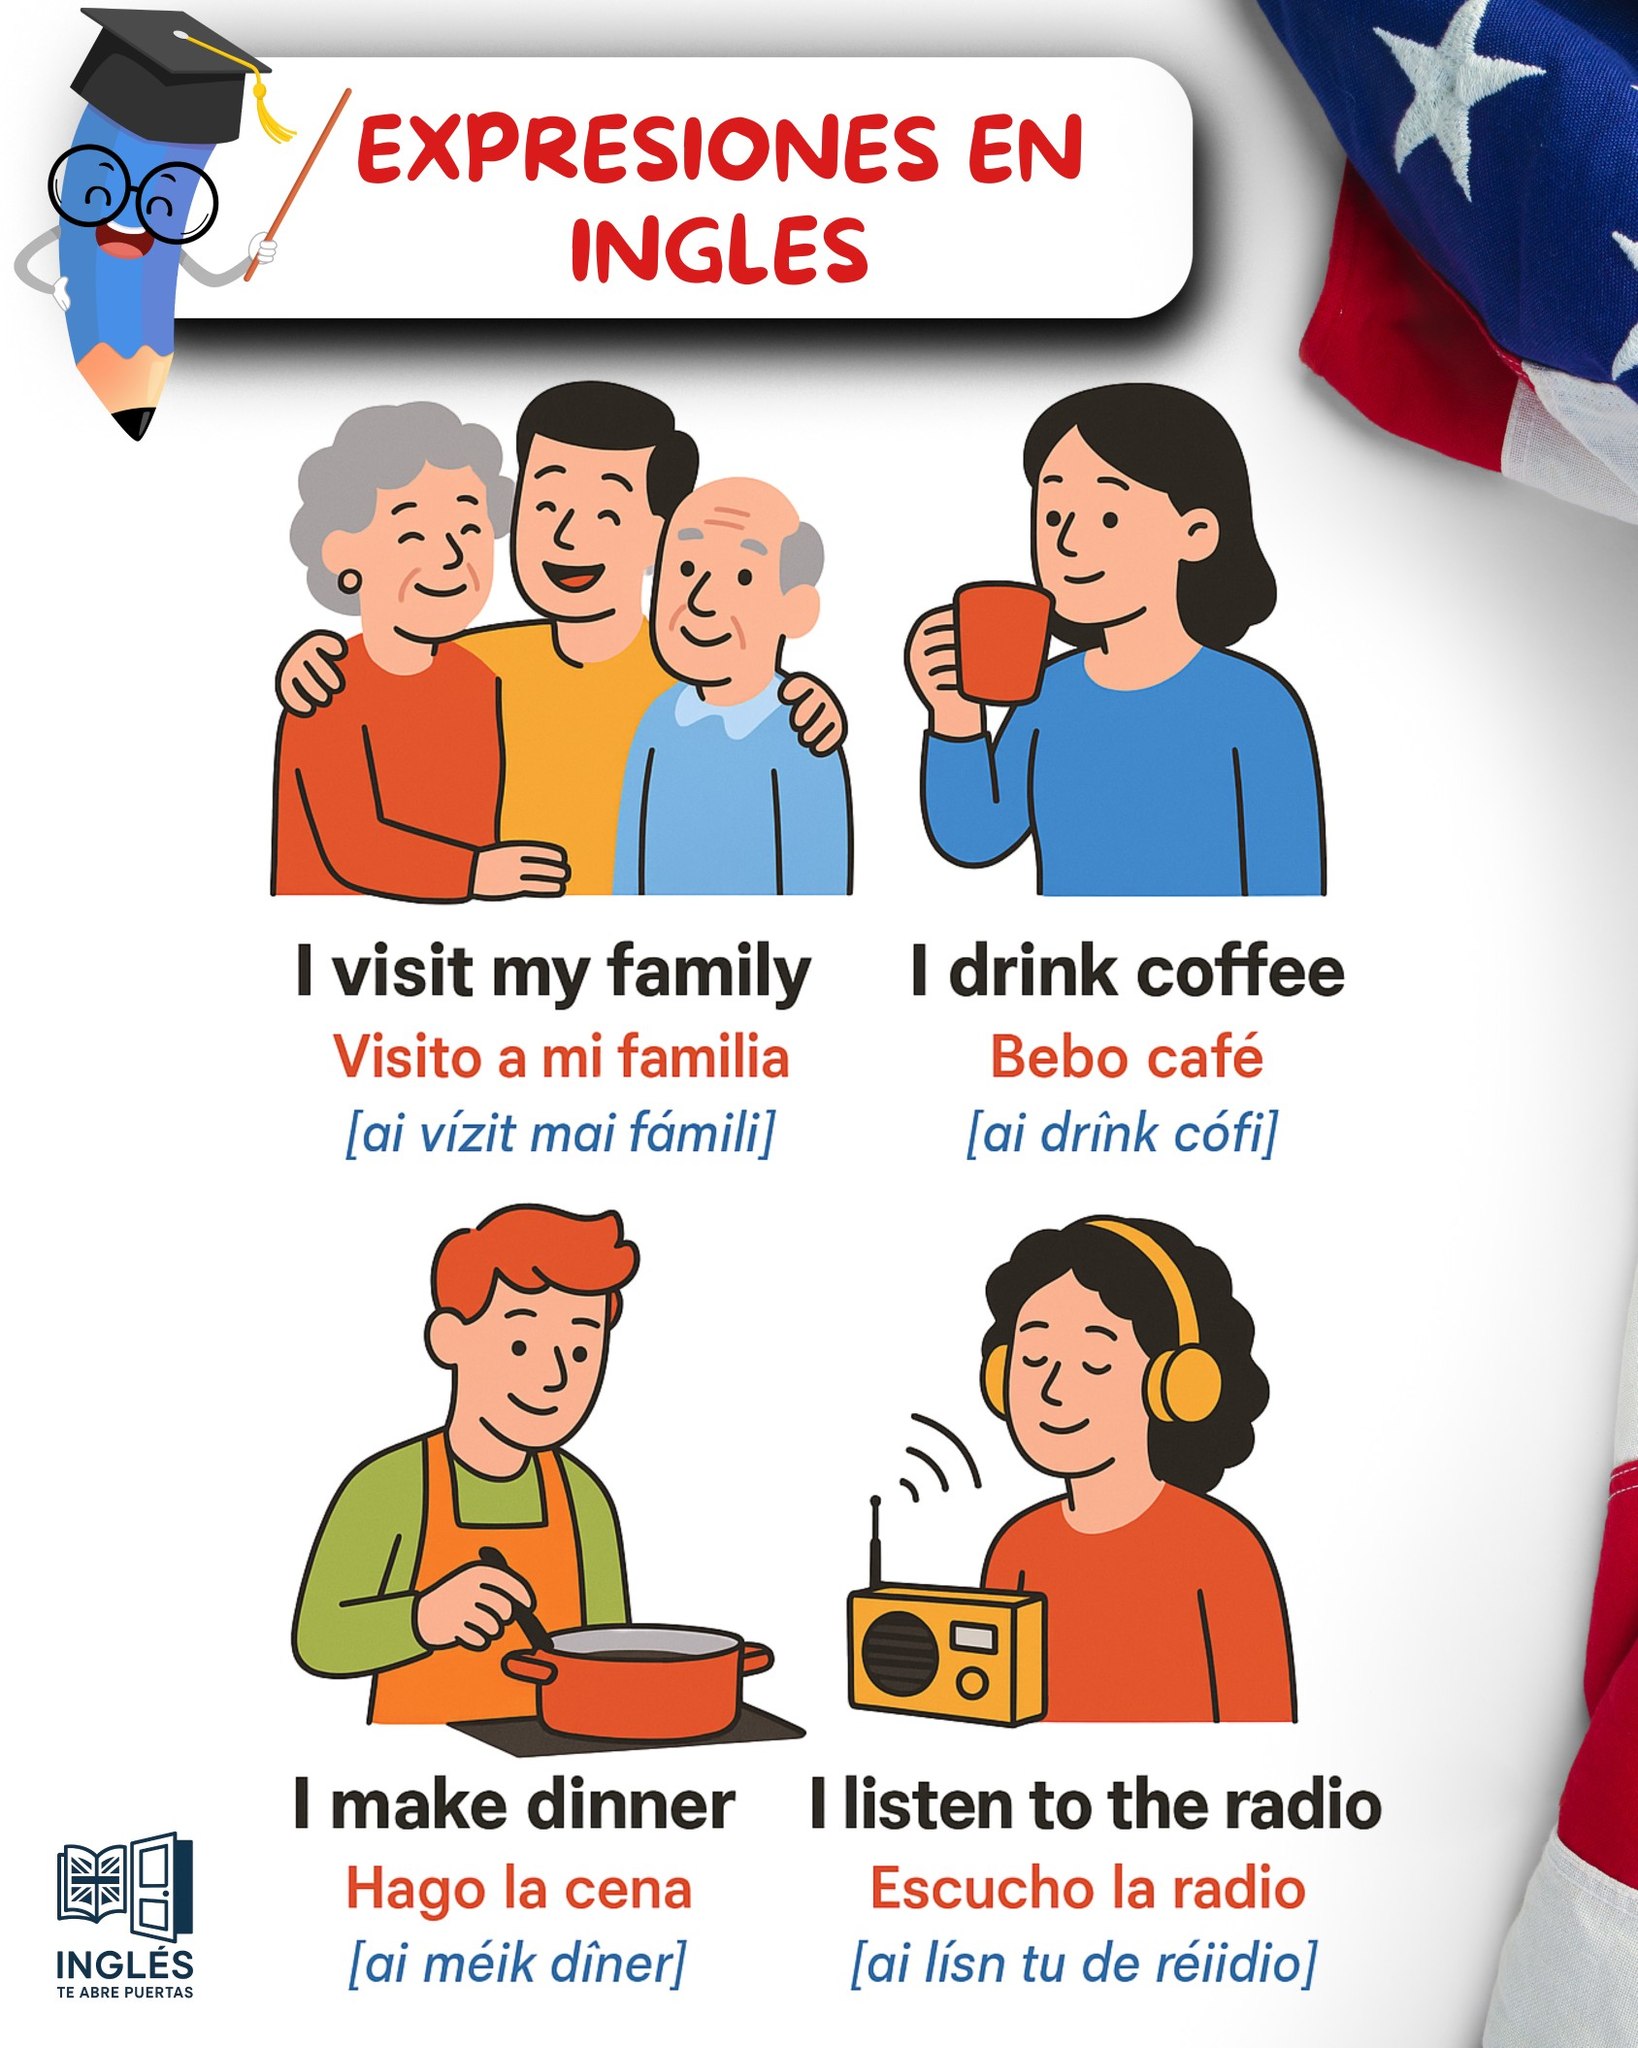 EXPRESIONES EN
INGLES
I visit my family
Visito a mi familia
[ai vízit mai fámili]
I drink coffee
Bebo café
[ai drînk cófi]
I make dinner
Hago la cena
[ai méik dîner]
I listen to the radio
Escucho la radio
[ai lísn tu de réiidio]
INGLÉS
TE ABRE PUERTAS